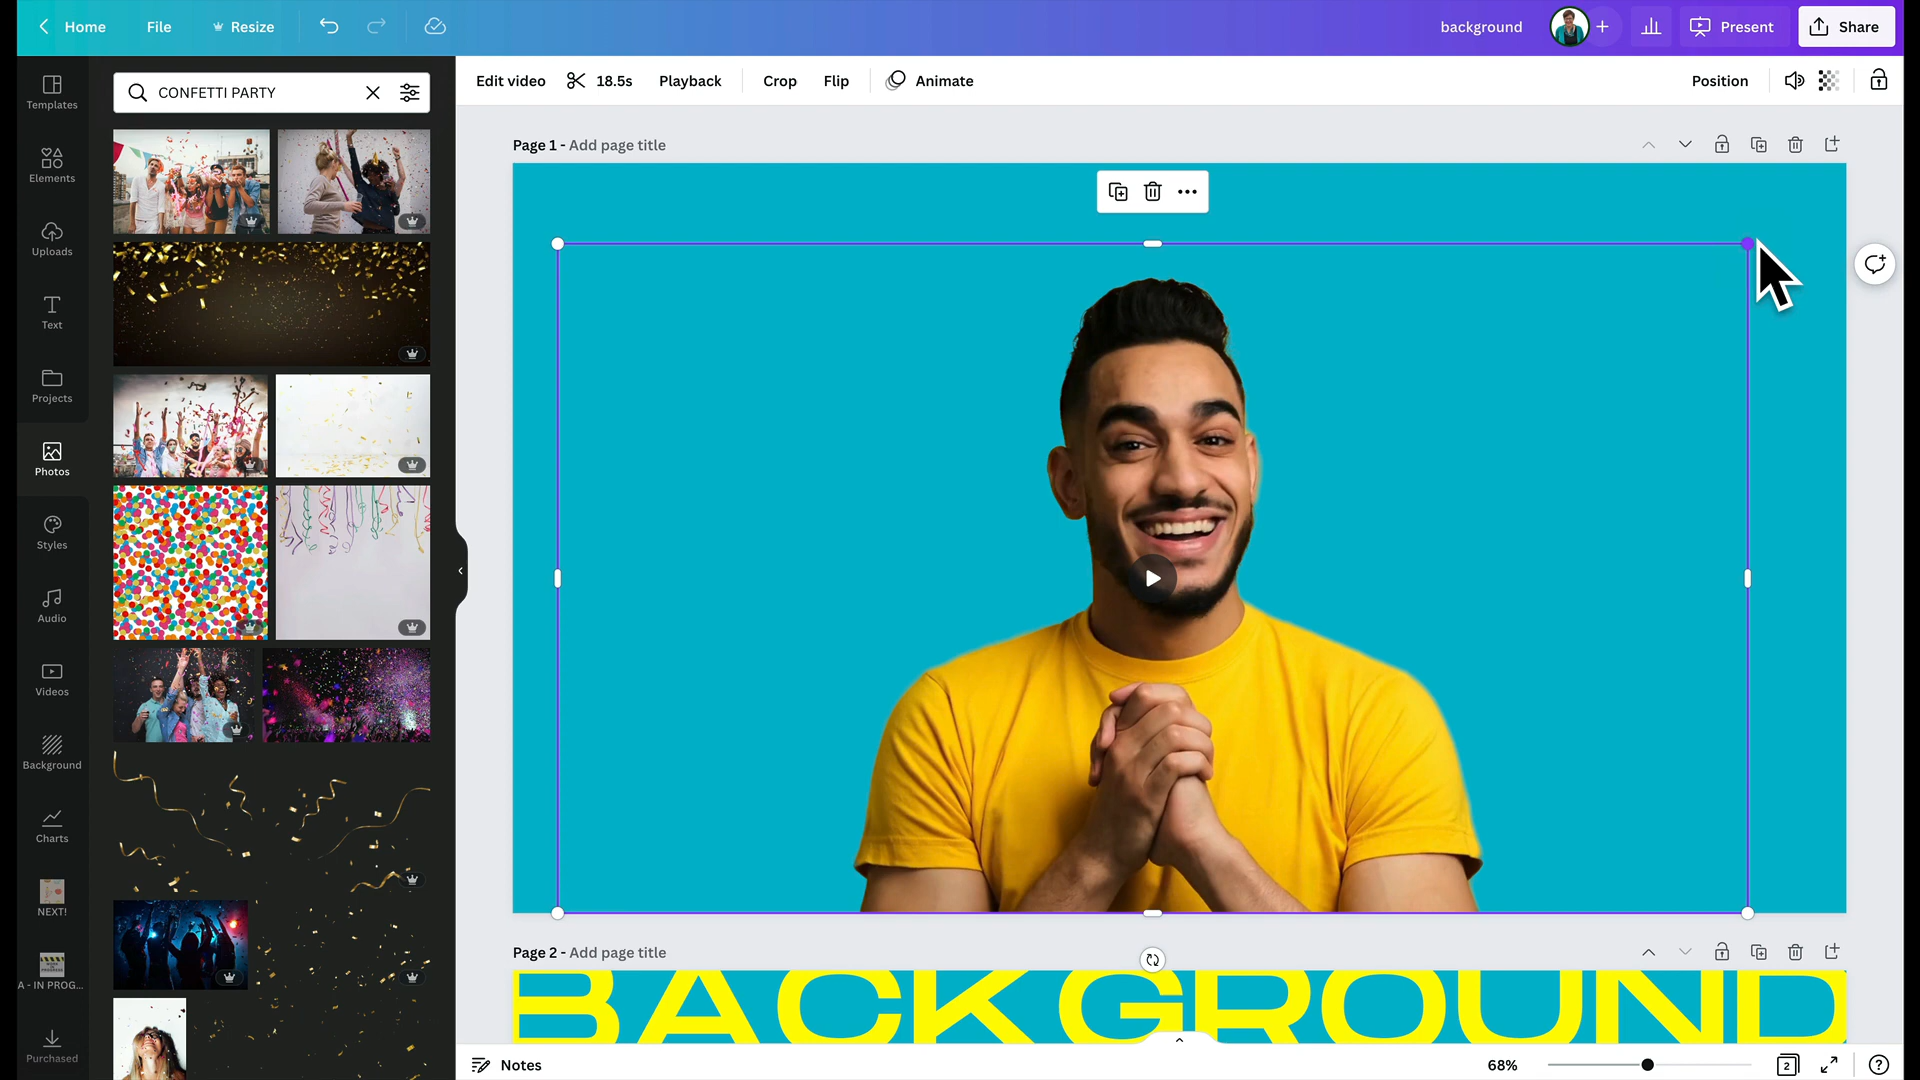 Home File Resize
background Present Share
Templates
Elements
Uploads
Text
Projects
Photos
Styles
Audio
Videos
Background
Charts
NEXT!
A - IN PROG...
Purchased
CONFETTI PARTY
Edit video 18.5s Playback Crop Flip Animate Position
Page 1 - Add page title
Page 2 - Add page title
BACKGROUND
Notes 68% 2 ?